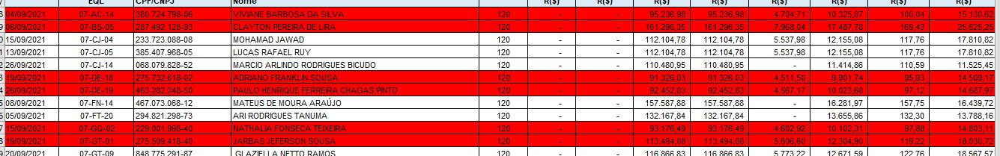 EQL CPF/CNPJ Nome R($) R($) R($) R($) R($) R($) R($)
04/09/2021 07-AC-14 380.724.798-06 VIVIANE BARBOSA DA SILVA 120 - - 95.236,98 95.236,98 4.704,71 10.325,87 100,04 15.130,62
06/09/2021 07-BS-05 287.492.128-93 CLAYTON PEREIRA DE LIRA 120 - - 161.296,35 161.296,35 7.968,04 17.487,78 169,43 25.625,25
15/09/2021 07-CJ-04 233.723.088-08 MOHAMAD JAWAD 120 - - 112.104,78 112.104,78 5.537,98 12.155,08 117,76 17.810,82
13/09/2021 07-CJ-05 385.407.968-05 LUCAS RAFAEL RUY 120 - - 112.104,78 112.104,78 5.537,98 12.155,08 117,76 17.810,82
26/09/2021 07-CJ-14 068.079.828-52 MARCIO ARLINDO RODRIGUES BICUDO 120 - - 110.480,95 110.480,95 - 11.414,86 110,59 11.525,45
19/09/2021 07-DE-18 275.732.618-02 ADRIANO FRANKLIN SOUSA 120 - - 91.326,03 91.326,03 4.511,50 9.901,74 95,93 14.509,17
26/09/2021 07-DE-19 463.282.248-50 PAULO HENRIQUE FERREIRA CHAGAS PINTO 120 - - 92.452,83 92.452,83 4.567,17 10.023,68 97,12 14.687,97
08/09/2021 07-FN-14 467.073.068-12 MATEUS DE MOURA ARAÚJO 120 - - 157.587,88 157.587,88 - 16.281,97 157,75 16.439,72
05/09/2021 07-FT-20 294.821.298-73 ARI RODRIGUES TANUMA 120 - - 132.167,84 132.167,84 - 13.655,86 132,30 13.788,16
17/09/2021 07-GQ-02 229.001.998-40 NATHALIA FONSECA TEIXEIRA 120 - - 93.176,49 93.176,49 4.602,92 10.102,31 97,88 14.803,11
19/09/2021 07-GT-01 275.509.418-40 JARBAS JEFERSON SOUSA 120 - - 113.494,08 113.494,08 5.606,60 12.304,90 119,22 18.030,72
20/09/2021 07-GT-09 848.775.291-87 GLAZIELLA NETTO RAMOS 120 - - 116.866,83 116.866,83 5.773,22 12.671,59 122,76 18.567,57